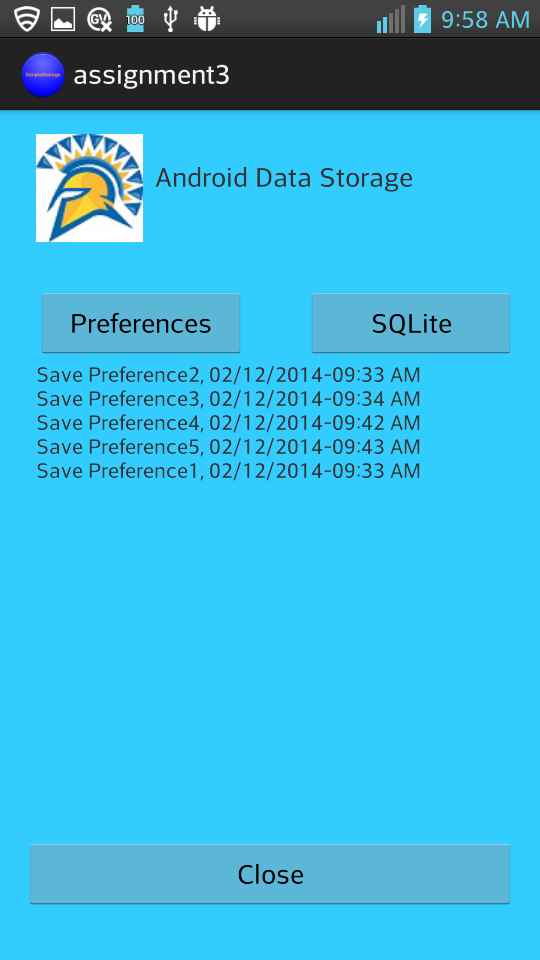 100
9:58 AM
SimpleStorage
assignment3
Android Data Storage
Preferences
SQLite
Save Preference2, 02/12/2014-09:33 AM
Save Preference3, 02/12/2014-09:34 AM
Save Preference4, 02/12/2014-09:42 AM
Save Preference5, 02/12/2014-09:43 AM
Save Preference1, 02/12/2014-09:33 AM
Close